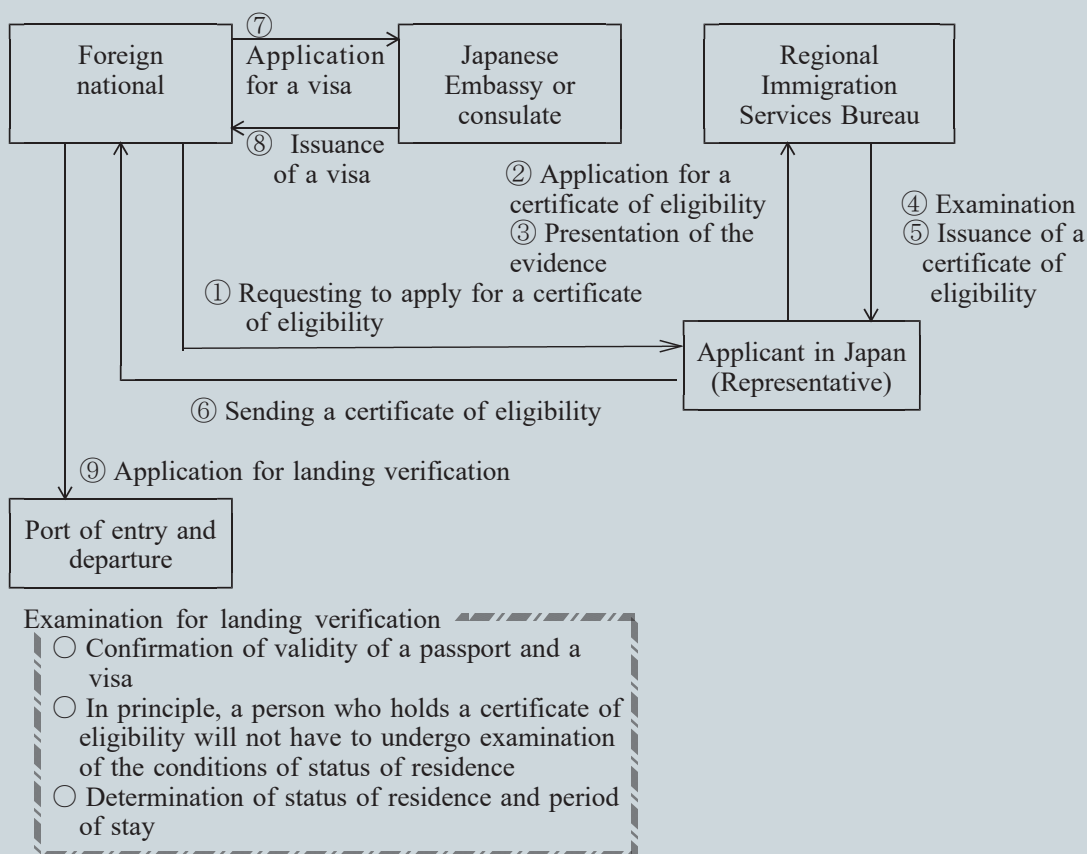 Foreign
national
⑦
Application
for a visa
Japanese
Embassy or
consulate
Regional
Immigration
Services Bureau
⑧ Issuance
of a visa
② Application for a
certificate of eligibility
③ Presentation of the
evidence
④ Examination
⑤ Issuance of a
certificate of
eligibility
① Requesting to apply for a certificate
of eligibility
Applicant in Japan
(Representative)
⑥ Sending a certificate of eligibility
⑨ Application for landing verification
Port of entry and
departure
Examination for landing verification
○ Confirmation of validity of a passport and a
visa
○ In principle, a person who holds a certificate of
eligibility will not have to undergo examination
of the conditions of status of residence
○ Determination of status of residence and period
of stay